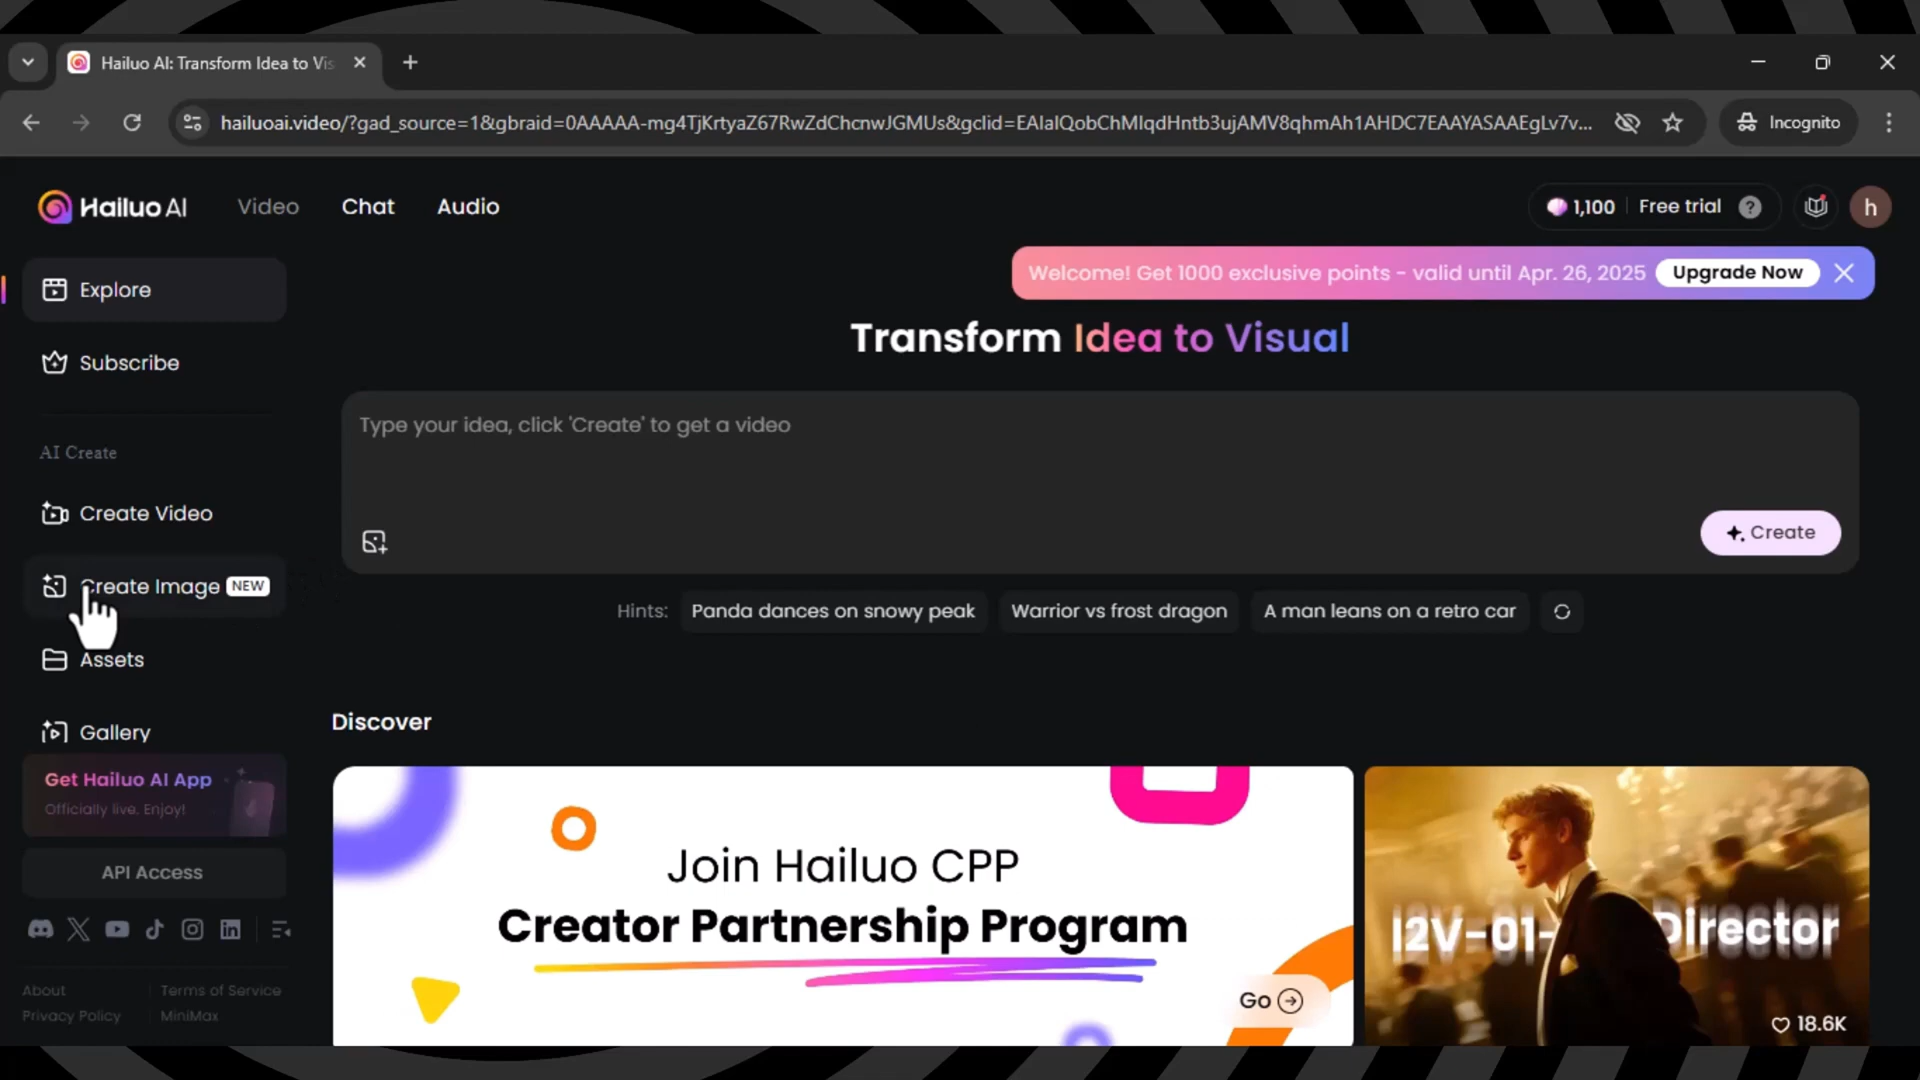 Hailuo AI: Transform Idea to Vis
hailuoai.video/?gad_source=1&gbraid=0AAAAA-mg4TjKrtyaZ67RwZdChcnwJGMUs&gclid=EAIaIQobChMIqdHntb3ujAMV8qhmAh1AHDC7EAAYASAAEgLv7v...
Incognito
Hailuo AI
Video
Chat
Audio
1,100
Free trial
?
h
Welcome! Get 1000 exclusive points - valid until Apr. 26, 2025
Upgrade Now
Explore
Subscribe
AI Create
Create Video
Create Image NEW
Assets
Gallery
Get Hailuo AI App
Officially live. Enjoy!
API Access
About
Terms of Service
Privacy Policy
MiniMax
Transform Idea to Visual
Type your idea, click 'Create' to get a video
Create
Hints:
Panda dances on snowy peak
Warrior vs frost dragon
A man leans on a retro car
Discover
Join Hailuo CPP
Creator Partnership Program
Go
I2V-01-Director
18.6K